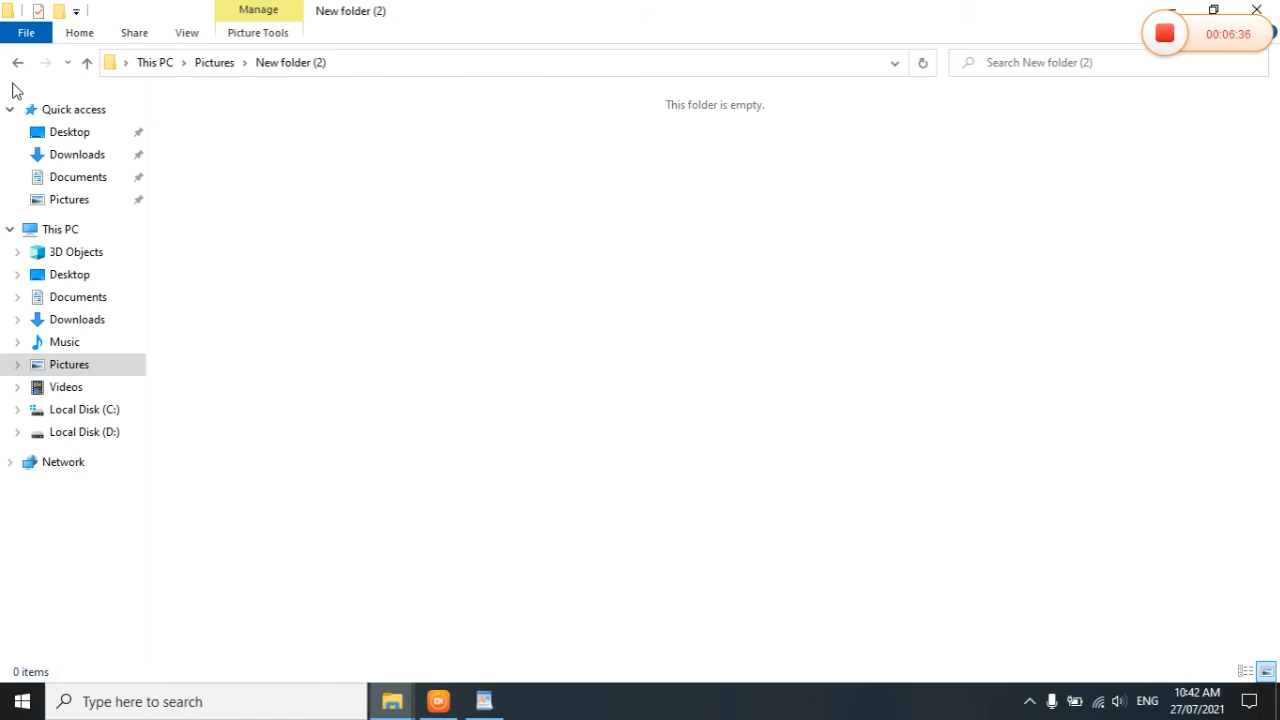 Manage
New folder (2)
00:06:36
File
Home
Share
View
Picture Tools
This PC
Pictures
New folder (2)
Search New folder (2)
This folder is empty.
Quick access
Desktop
Downloads
Documents
Pictures
This PC
3D Objects
Desktop
Documents
Downloads
Music
Pictures
Videos
Local Disk (C:)
Local Disk (D:)
Network
0 items
Type here to search
ENG
10:42 AM
27/07/2021